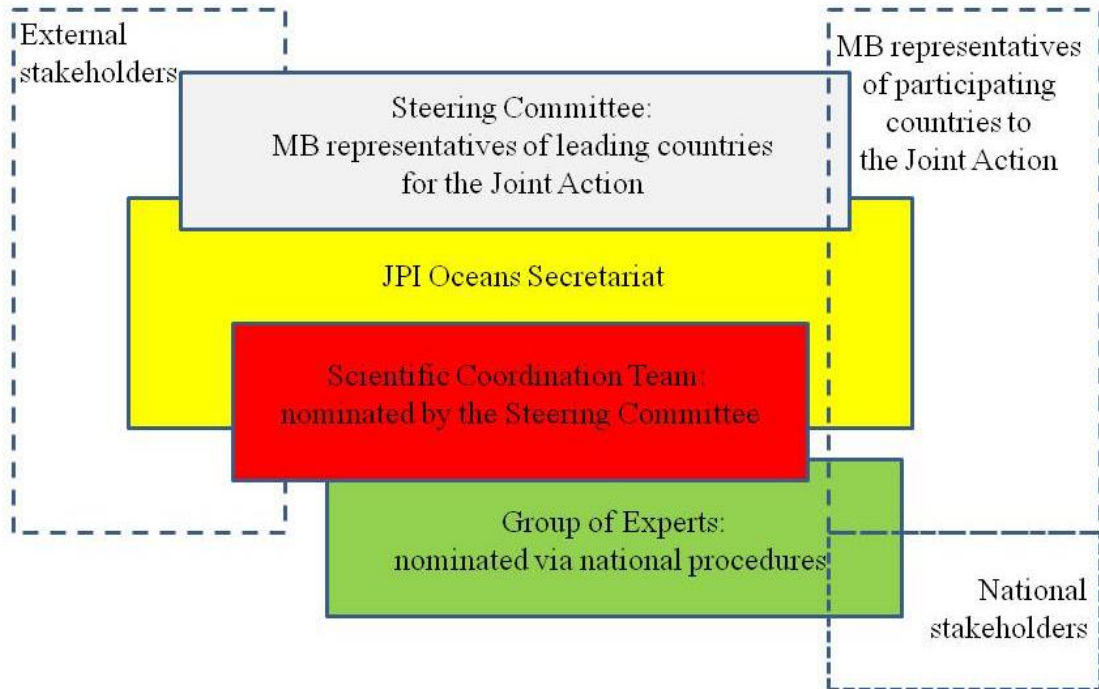 External
stakeholders
MB representatives
of participating
countries to
the Joint Action
Steering Committee:
MB representatives of leading countries
for the Joint Action
JPI Oceans Secretariat
Scientific Coordination Team:
nominated by the Steering Committee
Group of Experts:
nominated via national procedures
National
stakeholders